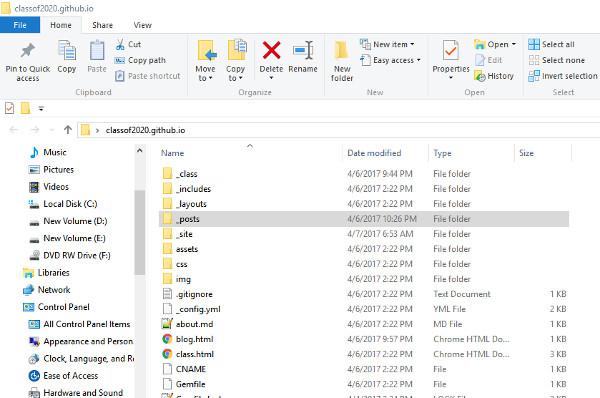 classof2020.github.io
File Home Share View
Pin to Quick access
Copy
Paste
Cut
Copy path
Paste shortcut
Clipboard
Move to
Copy to
Delete
Rename
Organize
New folder
New item
Easy access
New
Properties
Open
Edit
History
Open
Select all
Select none
Invert selection
Select
classof2020.github.io
Music
Pictures
Videos
Local Disk (C:)
New Volume (D:)
New Volume (E:)
DVD RW Drive (F:)
Libraries
Network
Control Panel
All Control Panel Items
Appearance and Person
Clock, Language, and Re
Ease of Access
Hardware and Sound
Name Date modified Type Size
_class 4/6/2017 9:44 PM File folder
_includes 4/6/2017 2:22 PM File folder
_layouts 4/6/2017 2:22 PM File folder
_posts 4/6/2017 10:26 PM File folder
_site 4/7/2017 6:53 AM File folder
assets 4/6/2017 2:22 PM File folder
css 4/6/2017 2:22 PM File folder
img 4/6/2017 2:22 PM File folder
.gitignore 4/6/2017 2:22 PM Text Document 1 KB
_config.yml 4/6/2017 2:22 PM YML File 2 KB
about.md 4/6/2017 2:22 PM MD File 1 KB
blog.html 4/6/2017 9:57 PM Chrome HTML Do... 1 KB
class.html 4/6/2017 2:22 PM Chrome HTML Do... 3 KB
CNAME 4/6/2017 2:22 PM File 1 KB
Gemfile 4/6/2017 2:22 PM File 1 KB